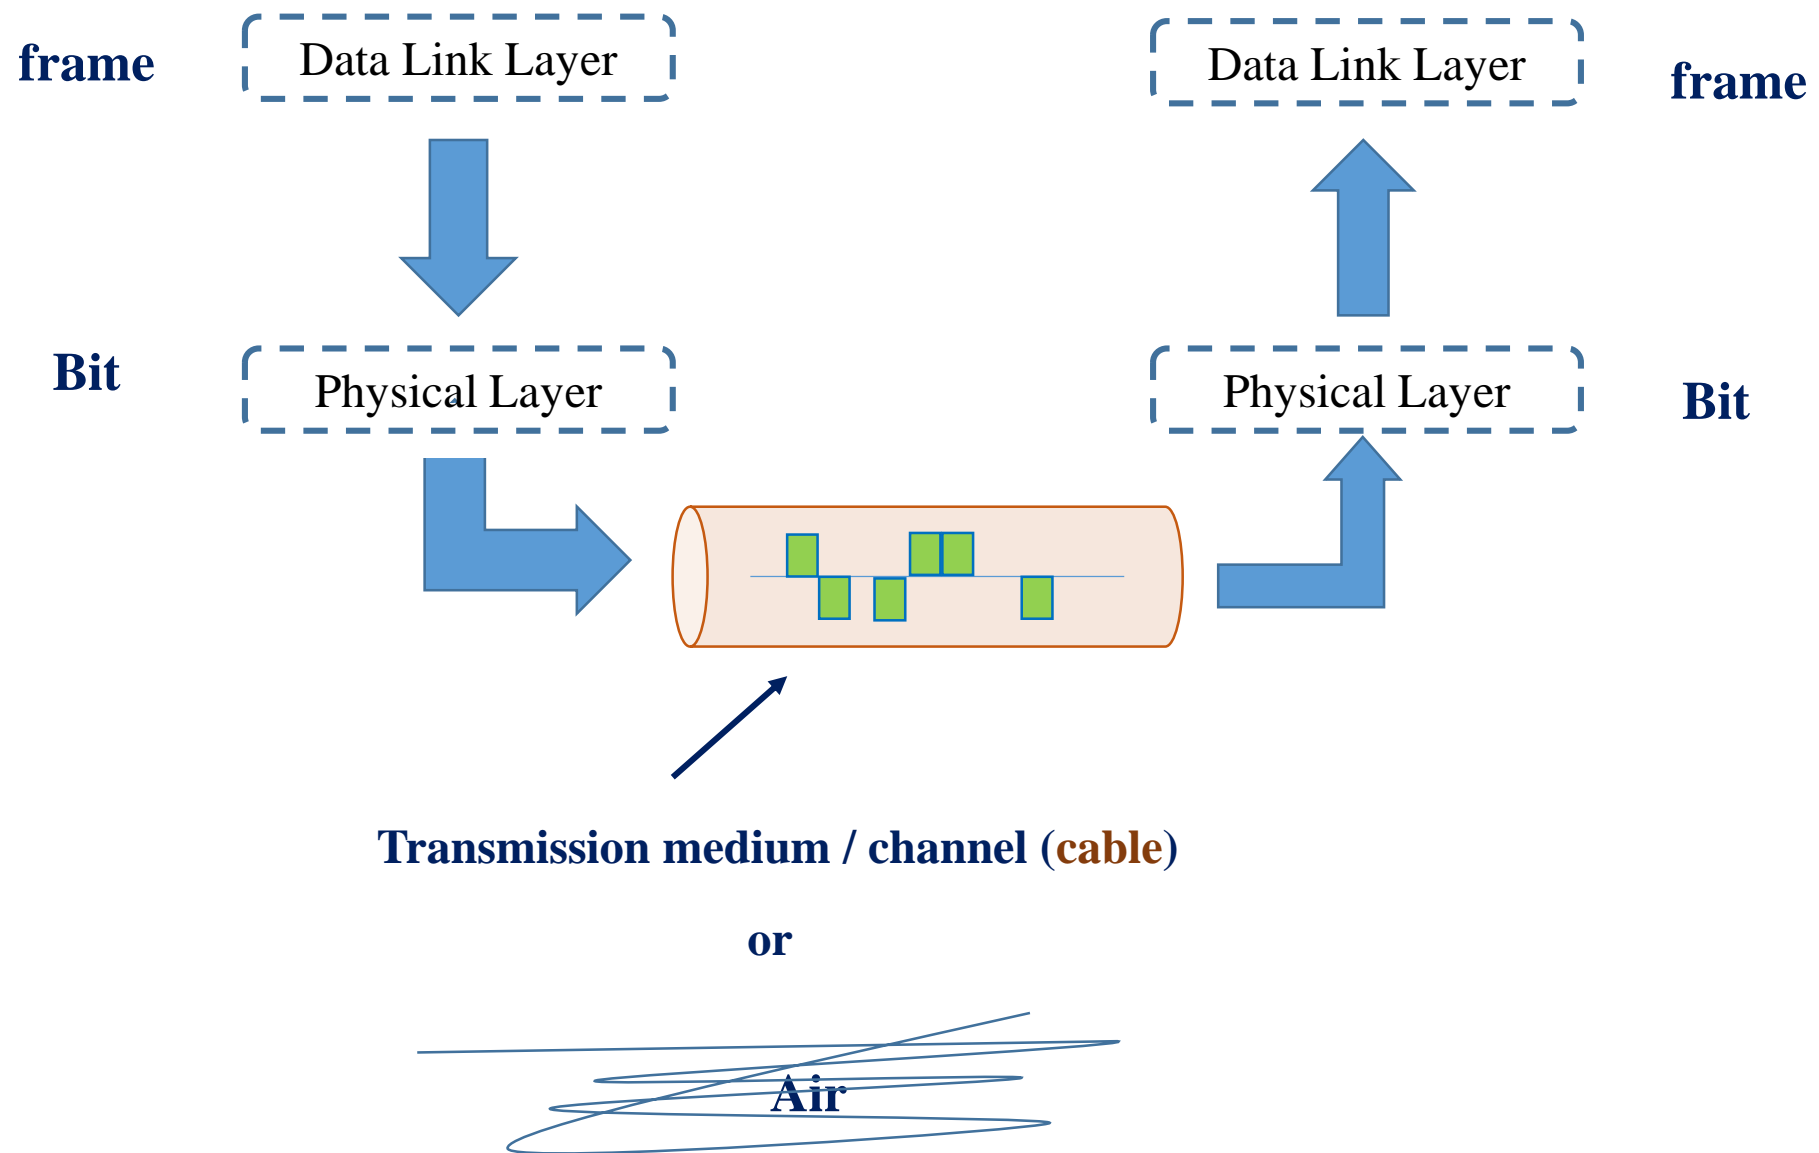 frame
Data Link Layer
Data Link Layer
frame
Bit
Physical Layer
Physical Layer
Bit
Transmission medium / channel (cable)
or
Air